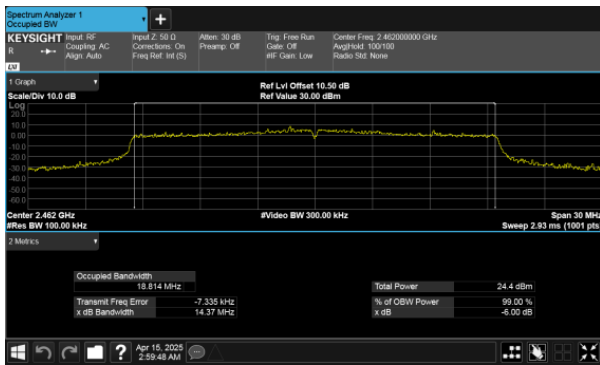 Spectrum Analyzer 1
Occupied BW
KEYSIGHT Input: RF Input Z: 50 Ω Atten: 30 dB Trig: Free Run Center Freq: 2.462000000 GHz
R Coupling: AC Corrections: On Preamp: Off Gate: Off Avg|Hold: 100/100
Align: Auto Freq Ref: Int (S) #IF Gain: Low Radio Std: None
LXI
1 Graph
Ref Lvl Offset 10.50 dB
Scale/Div 10.0 dB Ref Value 30.00 dBm
Log
20.0
10.0
0.00
-10.0
-20.0
-30.0
-40.0
-50.0
-60.0
Center 2.462 GHz #Video BW 300.00 kHz Span 30 MHz
#Res BW 100.00 kHz Sweep 2.93 ms (1001 pts)
2 Metrics
Occupied Bandwidth
18.814 MHz Total Power 24.4 dBm
Transmit Freq Error -7.335 kHz % of OBW Power 99.00 %
x dB Bandwidth 14.37 MHz x dB -6.00 dB
Apr 15, 2025
2:59:48 AM